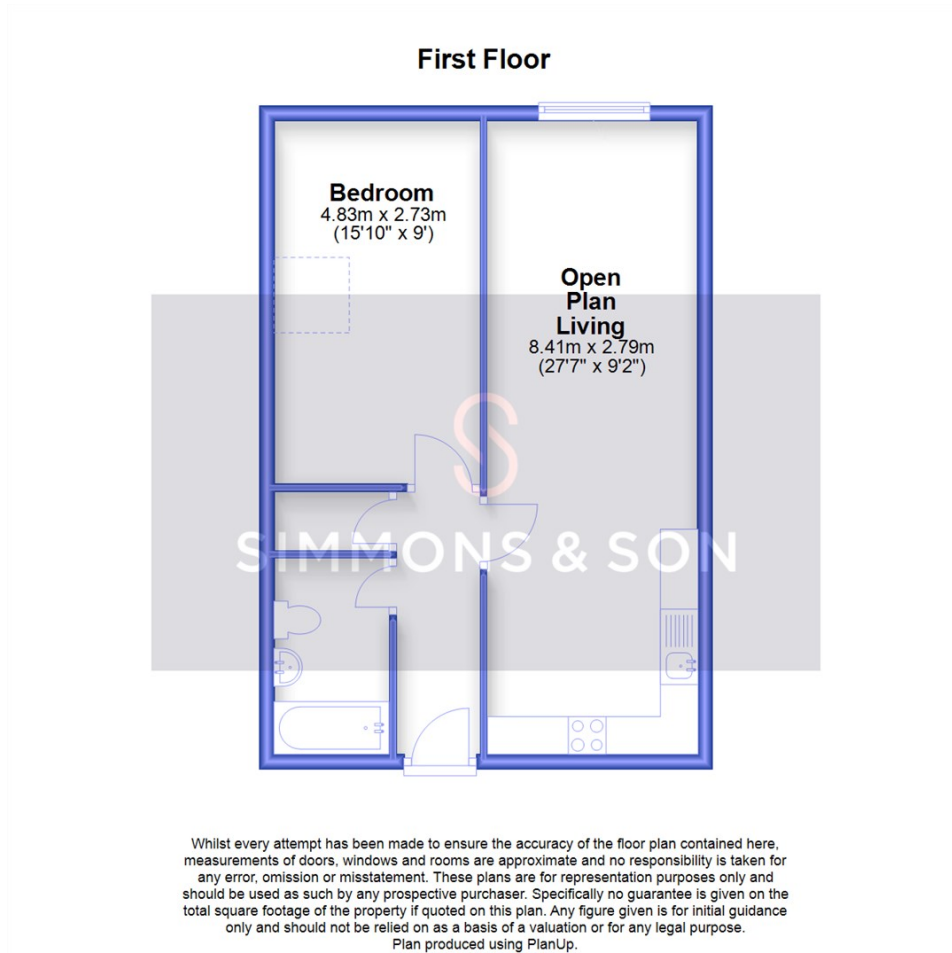 First Floor
Bedroom
4.83m x 2.73m
(15'10" x 9')
Open
Plan
Living
8.41m x 2.79m
(27'7" x 9'2")
SIMMONS & SON
Whilst every attempt has been made to ensure the accuracy of the floor plan contained here,
measurements of doors, windows and rooms are approximate and no responsibility is taken for
any error, omission or misstatement. These plans are for representation purposes only and
should be used as such by any prospective purchaser. Specifically no guarantee is given on the
total square footage of the property if quoted on this plan. Any figure given is for initial guidance
only and should not be relied on as a basis of a valuation or for any legal purpose.
Plan produced using PlanUp.